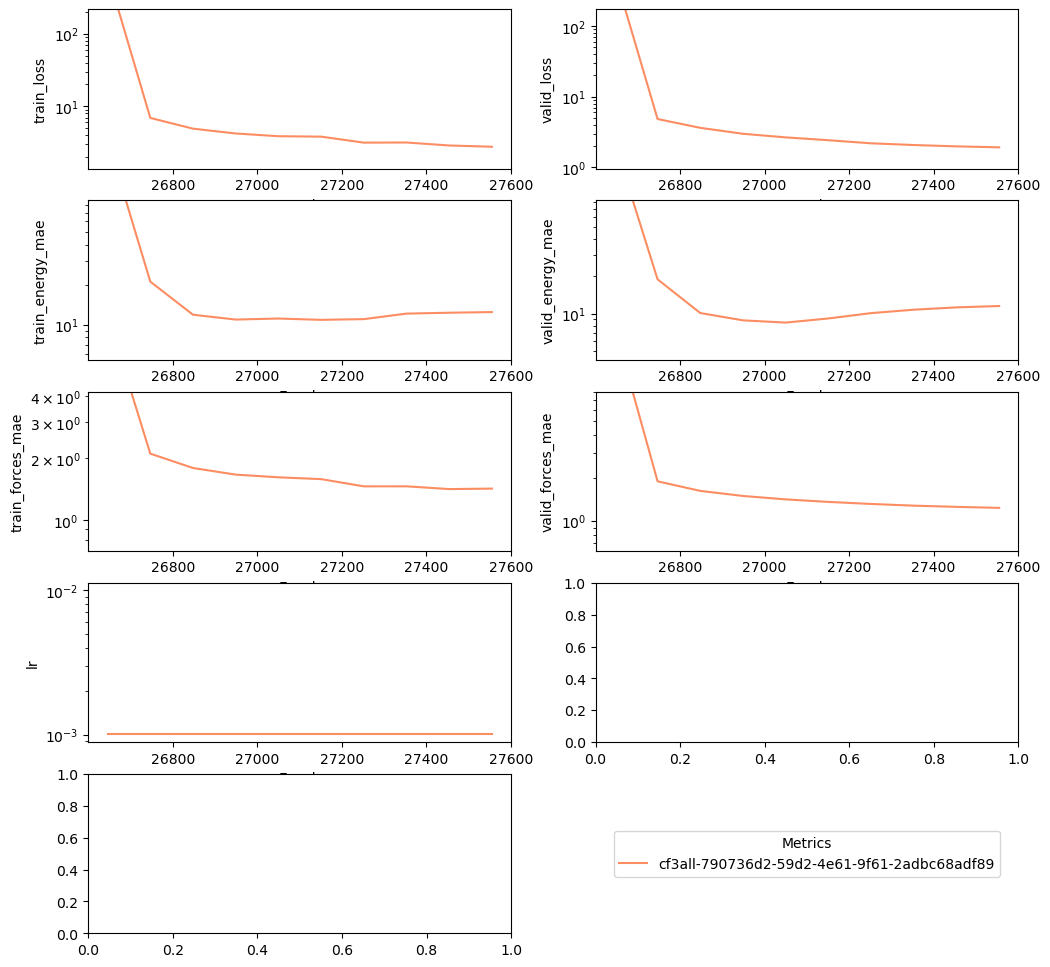 train_loss
10²
10¹
26800 27000 27200 27400 27600
valid_loss
10²
10¹
10⁰
26800 27000 27200 27400 27600
train_energy_mae
10¹
26800 27000 27200 27400 27600
valid_energy_mae
10¹
26800 27000 27200 27400 27600
train_forces_mae
4 × 10⁰
3 × 10⁰
2 × 10⁰
10⁰
26800 27000 27200 27400 27600
valid_forces_mae
10⁰
26800 27000 27200 27400 27600
lr
10⁻²
10⁻³
26800 27000 27200 27400 27600
1.0
0.8
0.6
0.4
0.2
0.0
0.0 0.2 0.4 0.6 0.8 1.0
1.0
0.8
0.6
0.4
0.2
0.0
0.0 0.2 0.4 0.6 0.8 1.0
Metrics
cf3all-790736d2-59d2-4e61-9f61-2adbc68adf89